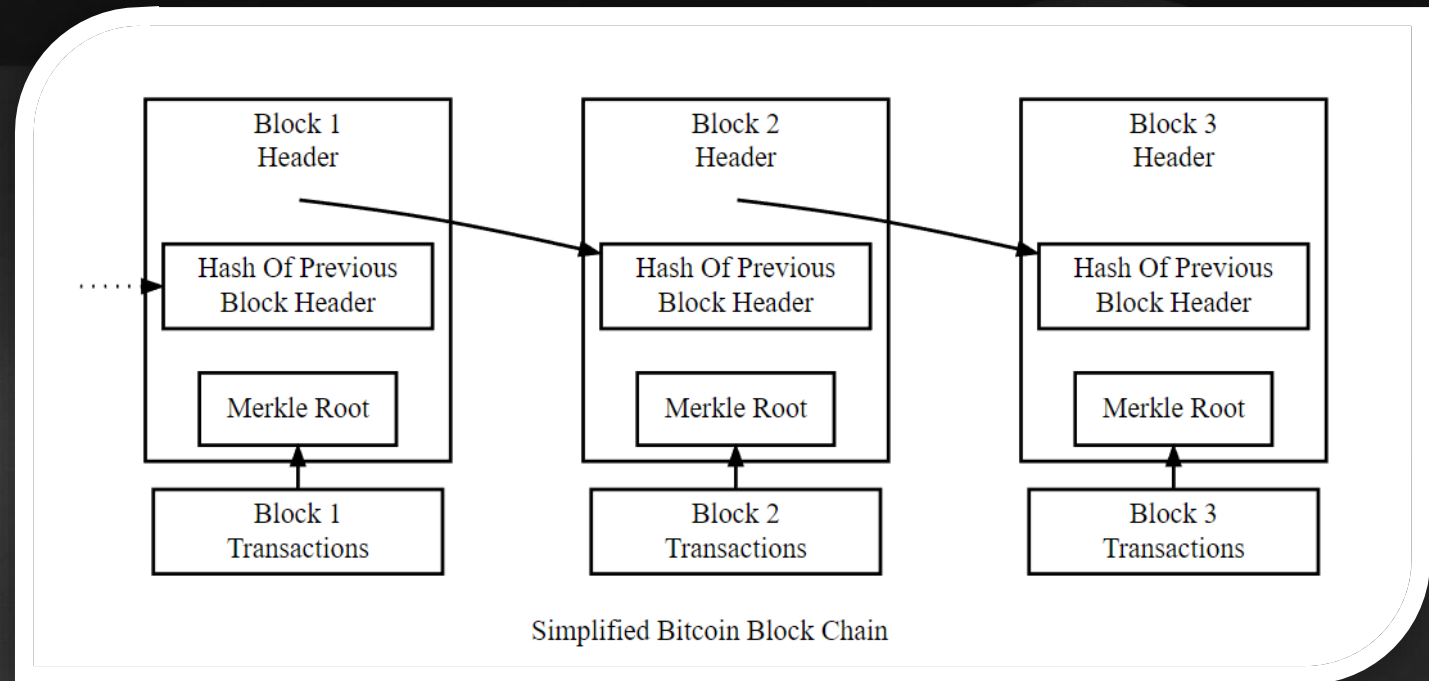 Block 1
Header
Hash Of Previous
Block Header
Merkle Root
Block 1
Transactions
Block 2
Header
Hash Of Previous
Block Header
Merkle Root
Block 2
Transactions
Block 3
Header
Hash Of Previous
Block Header
Merkle Root
Block 3
Transactions
Simplified Bitcoin Block Chain